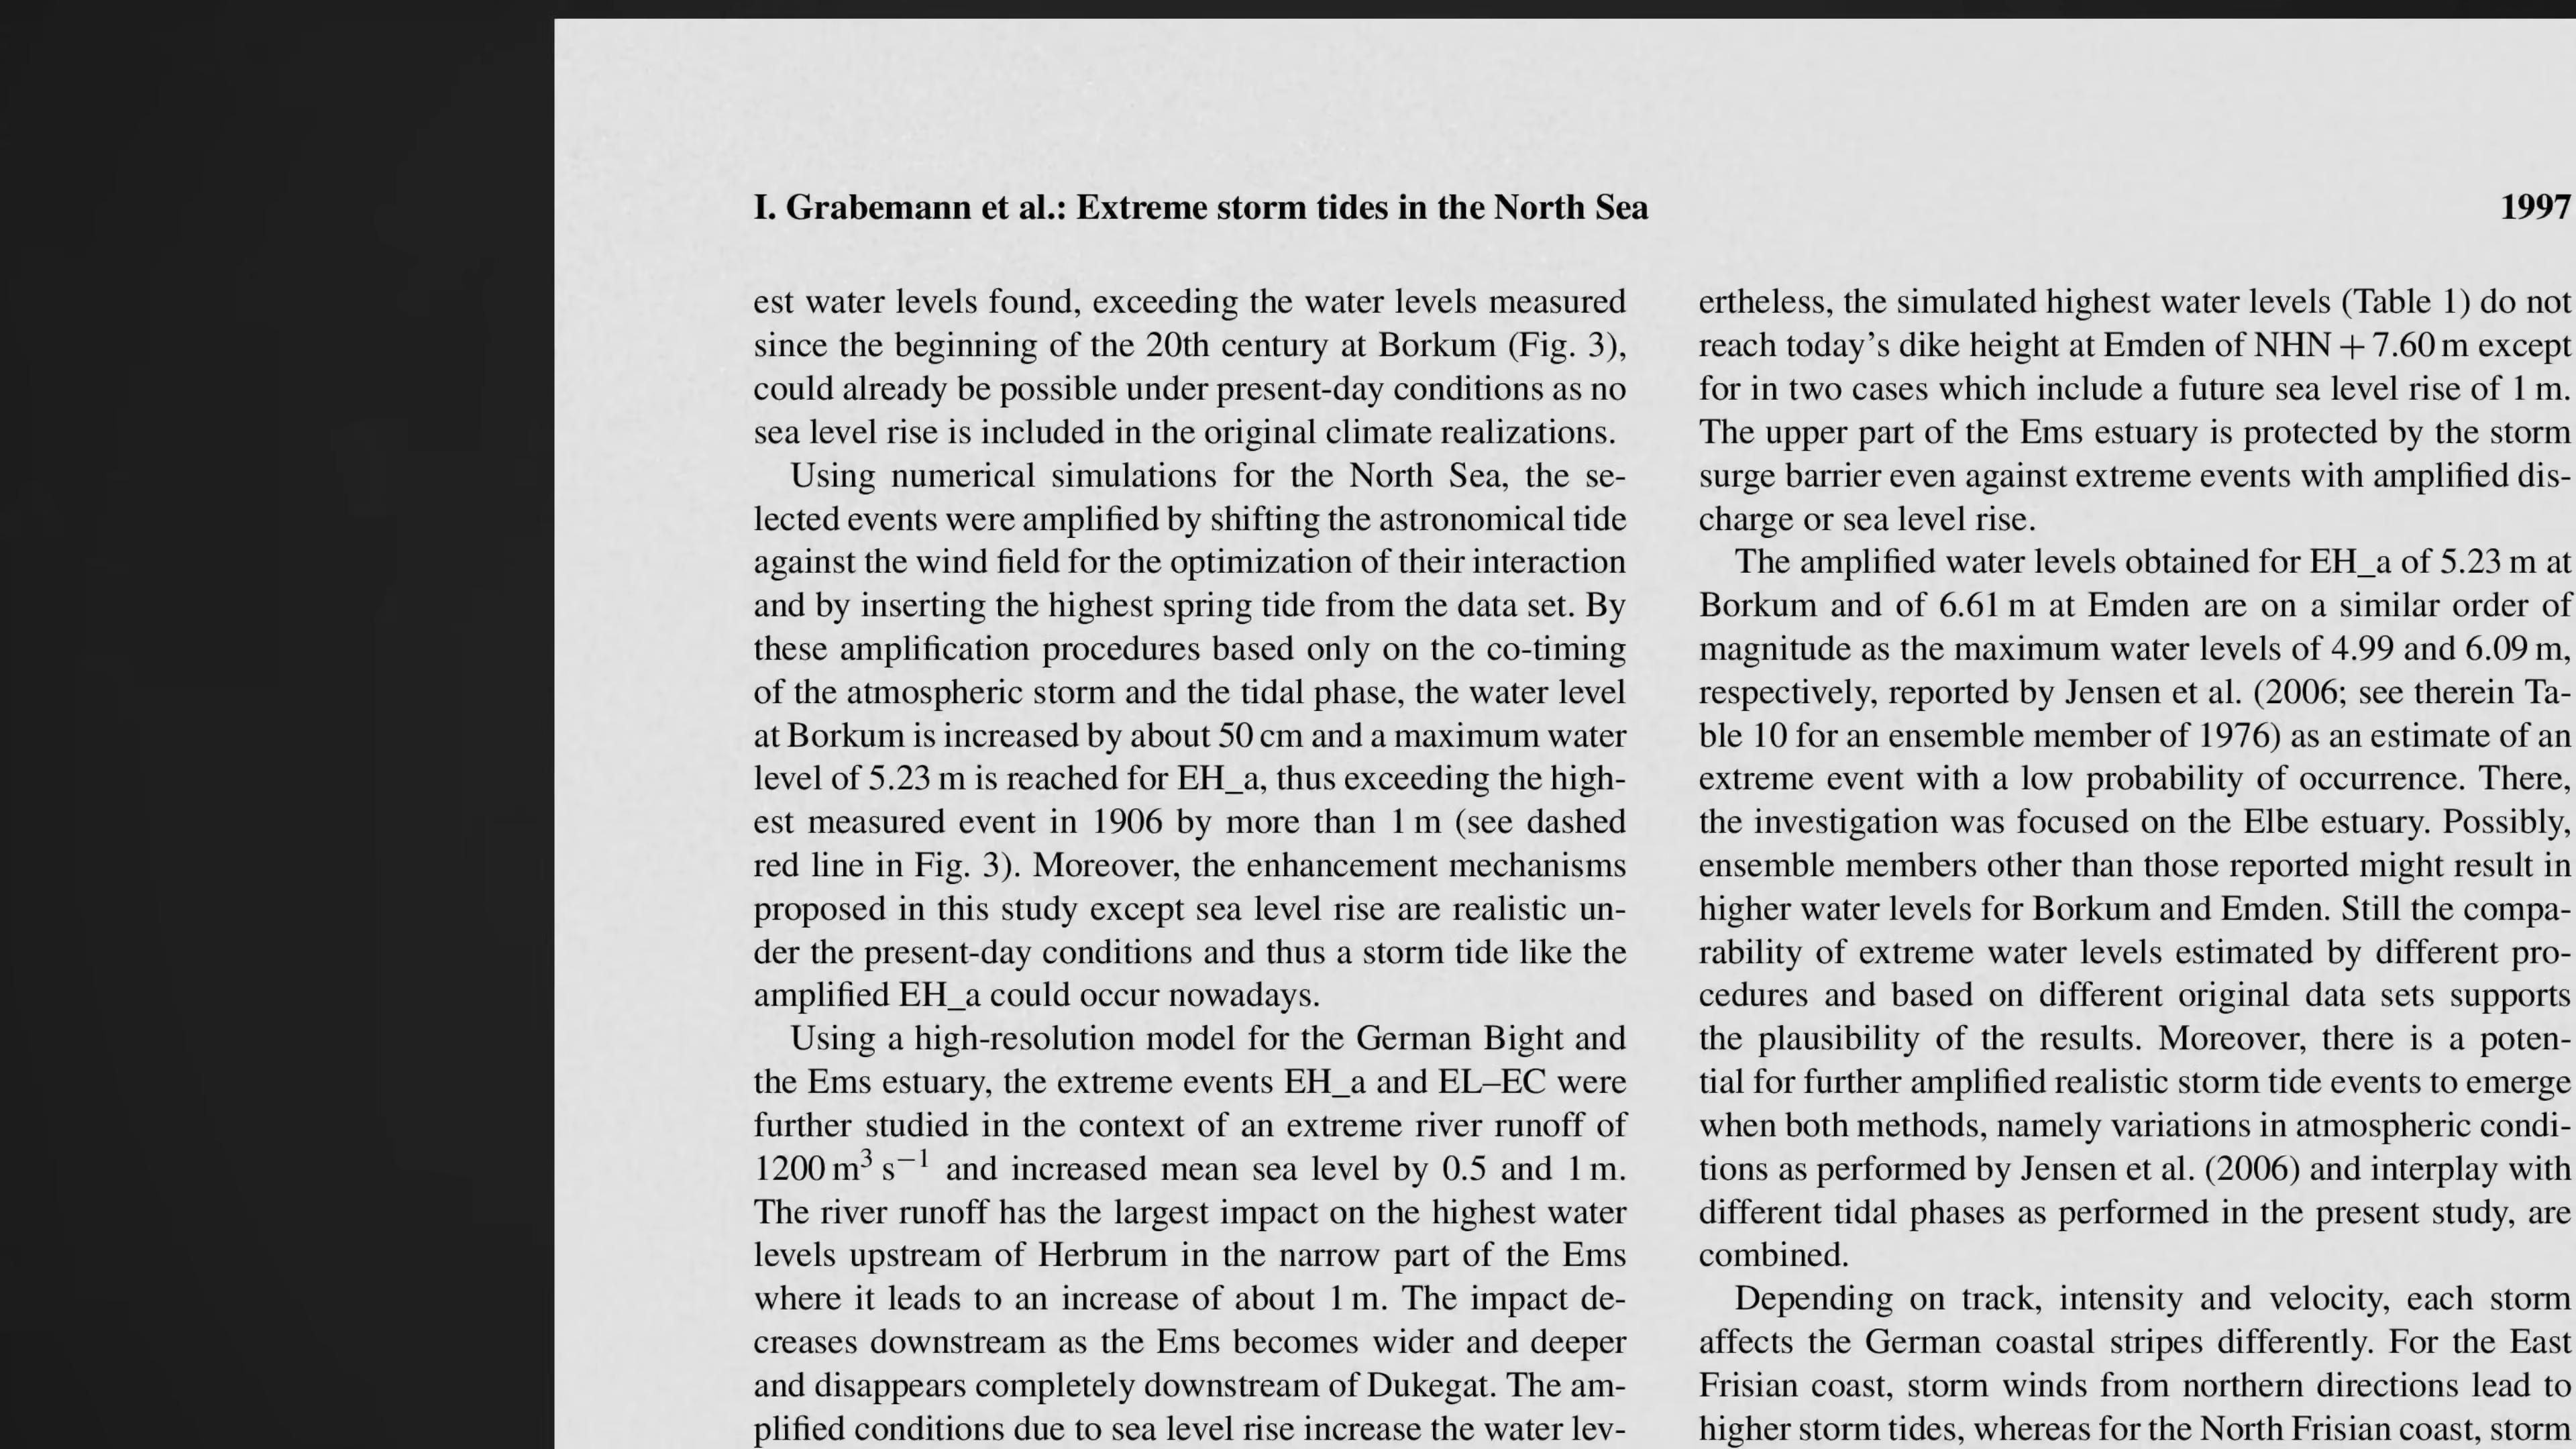 I. Grabemann et al.: Extreme storm tides in the North Sea
1997
est water levels found, exceeding the water levels measured
since the beginning of the 20th century at Borkum (Fig. 3),
could already be possible under present-day conditions as no
sea level rise is included in the original climate realizations.
Using numerical simulations for the North Sea, the se-
lected events were amplified by shifting the astronomical tide
against the wind field for the optimization of their interaction
and by inserting the highest spring tide from the data set. By
these amplification procedures based only on the co-timing
of the atmospheric storm and the tidal phase, the water level
at Borkum is increased by about 50 cm and a maximum water
level of 5.23 m is reached for EH_a, thus exceeding the high-
est measured event in 1906 by more than 1 m (see dashed
red line in Fig. 3). Moreover, the enhancement mechanisms
proposed in this study except sea level rise are realistic un-
der the present-day conditions and thus a storm tide like the
amplified EH_a could occur nowadays.
Using a high-resolution model for the German Bight and
the Ems estuary, the extreme events EH_a and EL–EC were
further studied in the context of an extreme river runoff of
1200 m³ s⁻¹ and increased mean sea level by 0.5 and 1 m.
The river runoff has the largest impact on the highest water
levels upstream of Herbrum in the narrow part of the Ems
where it leads to an increase of about 1 m. The impact de-
creases downstream as the Ems becomes wider and deeper
and disappears completely downstream of Dukegat. The am-
plified conditions due to sea level rise increase the water lev-
ertheless, the simulated highest water levels (Table 1) do not
reach today's dike height at Emden of NHN + 7.60 m except
for in two cases which include a future sea level rise of 1 m.
The upper part of the Ems estuary is protected by the storm
surge barrier even against extreme events with amplified dis-
charge or sea level rise.
The amplified water levels obtained for EH_a of 5.23 m at
Borkum and of 6.61 m at Emden are on a similar order of
magnitude as the maximum water levels of 4.99 and 6.09 m,
respectively, reported by Jensen et al. (2006; see therein Ta-
ble 10 for an ensemble member of 1976) as an estimate of an
extreme event with a low probability of occurrence. There,
the investigation was focused on the Elbe estuary. Possibly,
ensemble members other than those reported might result in
higher water levels for Borkum and Emden. Still the compa-
rability of extreme water levels estimated by different pro-
cedures and based on different original data sets supports
the plausibility of the results. Moreover, there is a poten-
tial for further amplified realistic storm tide events to emerge
when both methods, namely variations in atmospheric condi-
tions as performed by Jensen et al. (2006) and interplay with
different tidal phases as performed in the present study, are
combined.
Depending on track, intensity and velocity, each storm
affects the German coastal stripes differently. For the East
Frisian coast, storm winds from northern directions lead to
higher storm tides, whereas for the North Frisian coast, storm